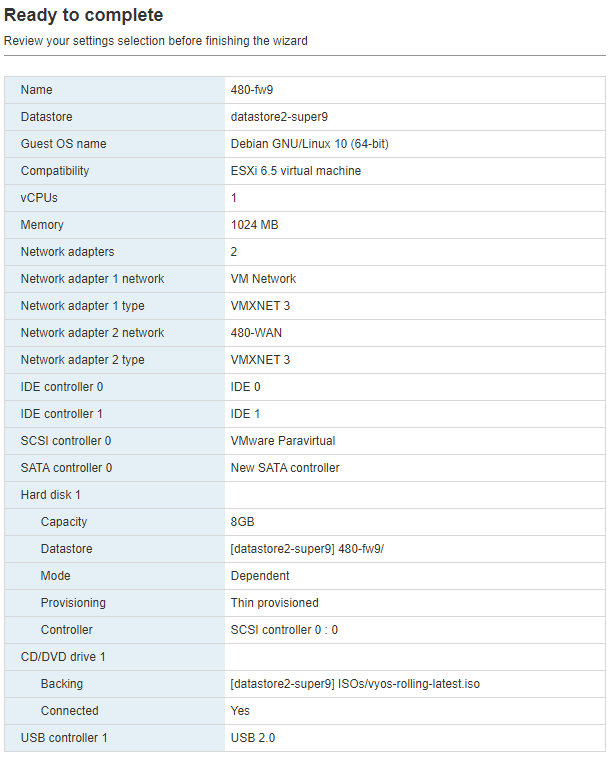 Ready to complete
Review your settings selection before finishing the wizard
Name 480-fw9
Datastore datastore2-super9
Guest OS name Debian GNU/Linux 10 (64-bit)
Compatibility ESXi 6.5 virtual machine
vCPUs 1
Memory 1024 MB
Network adapters 2
Network adapter 1 network VM Network
Network adapter 1 type VMXNET 3
Network adapter 2 network 480-WAN
Network adapter 2 type VMXNET 3
IDE controller 0 IDE 0
IDE controller 1 IDE 1
SCSI controller 0 VMware Paravirtual
SATA controller 0 New SATA controller
Hard disk 1
Capacity 8GB
Datastore [datastore2-super9] 480-fw9/
Mode Dependent
Provisioning Thin provisioned
Controller SCSI controller 0 : 0
CD/DVD drive 1
Backing [datastore2-super9] ISOs/vyos-rolling-latest.iso
Connected Yes
USB controller 1 USB 2.0